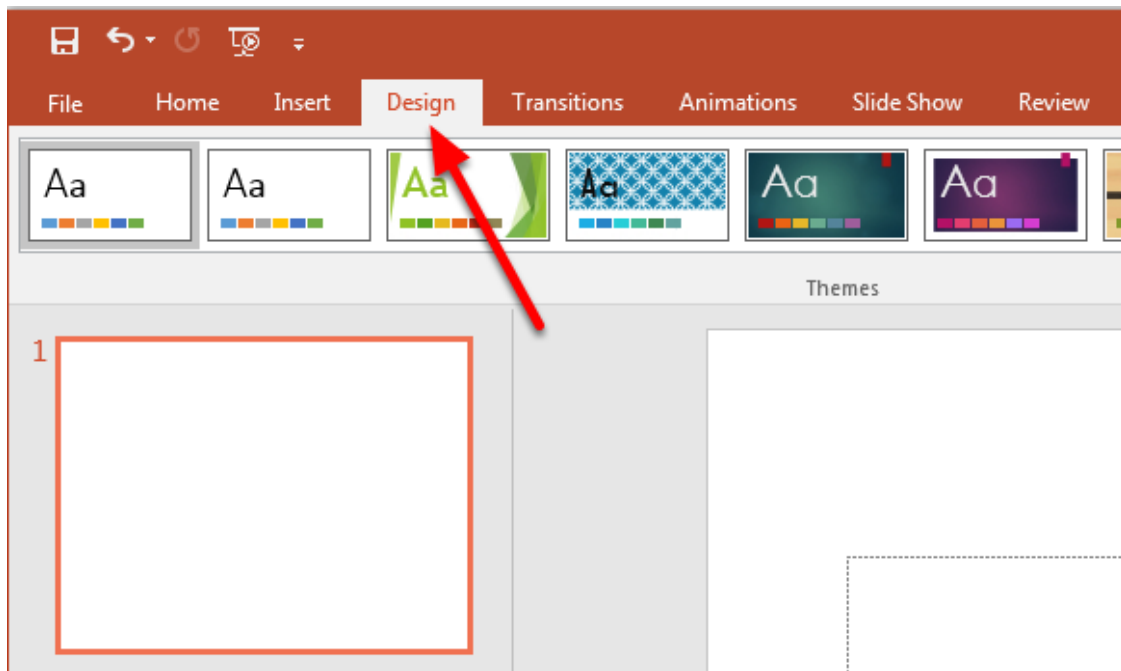 File Home Insert Design Transitions Animations Slide Show Review
Aa Aa Aa Aa Aa Aa
Themes
1